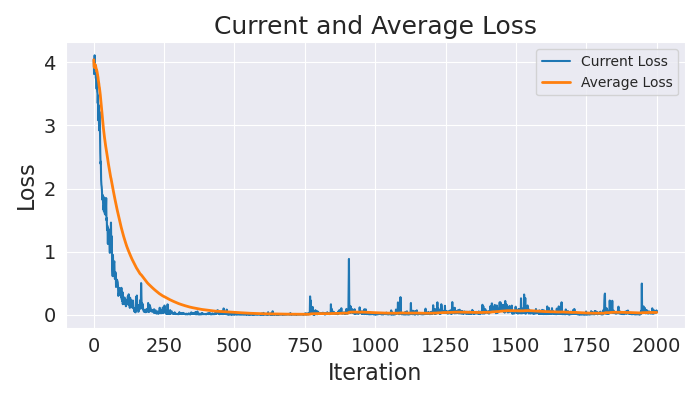 Current and Average Loss
Current Loss
Average Loss
Loss
4
3
2
1
0
0 250 500 750 1000 1250 1500 1750 2000
Iteration